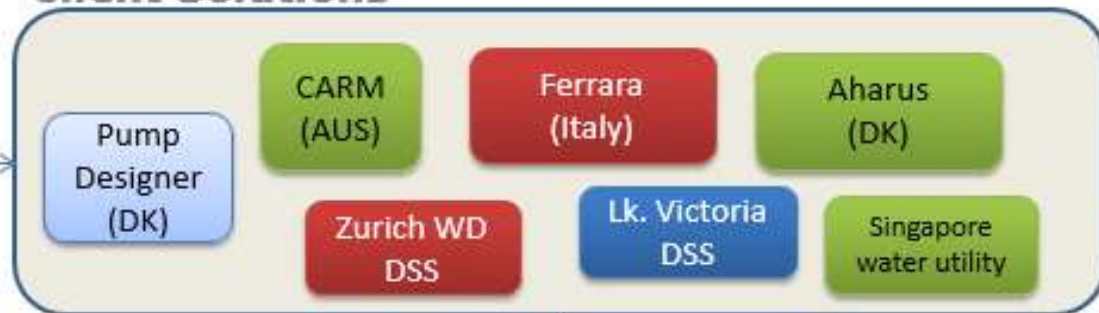 Pump
Designer
(DK)
CARM
(AUS)
Ferrara
(Italy)
Aharus
(DK)
Zurich WD
DSS
Lk. Victoria
DSS
Singapore
water utility